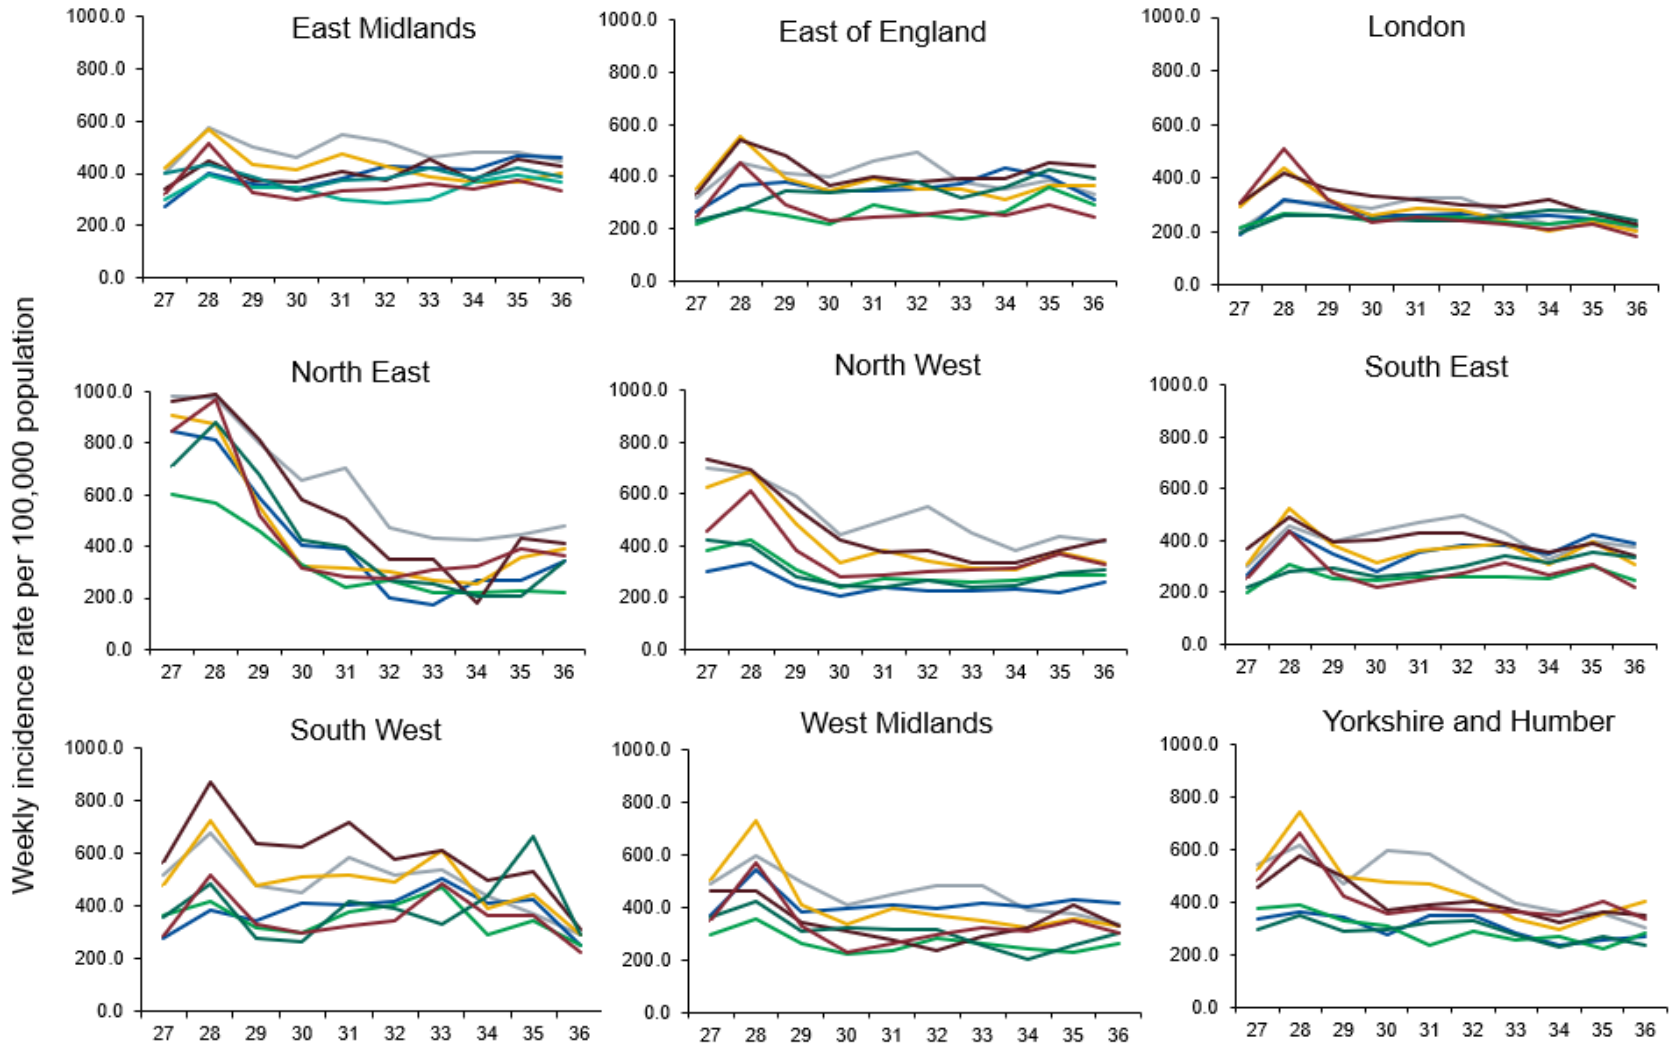 Weekly incidence rate per 100,000 population
East Midlands
1000.0
800.0
600.0
400.0
200.0
0.0
27 28 29 30 31 32 33 34 35 36
East of England
1000.0
800.0
600.0
400.0
200.0
0.0
27 28 29 30 31 32 33 34 35 36
London
1000.0
800.0
600.0
400.0
200.0
0.0
27 28 29 30 31 32 33 34 35 36
North East
1000.0
800.0
600.0
400.0
200.0
0.0
27 28 29 30 31 32 33 34 35 36
North West
1000.0
800.0
600.0
400.0
200.0
0.0
27 28 29 30 31 32 33 34 35 36
South East
1000.0
800.0
600.0
400.0
200.0
0.0
27 28 29 30 31 32 33 34 35 36
South West
1000.0
800.0
600.0
400.0
200.0
0.0
27 28 29 30 31 32 33 34 35 36
West Midlands
1000.0
800.0
600.0
400.0
200.0
0.0
27 28 29 30 31 32 33 34 35 36
Yorkshire and Humber
1000.0
800.0
600.0
400.0
200.0
0.0
27 28 29 30 31 32 33 34 35 36